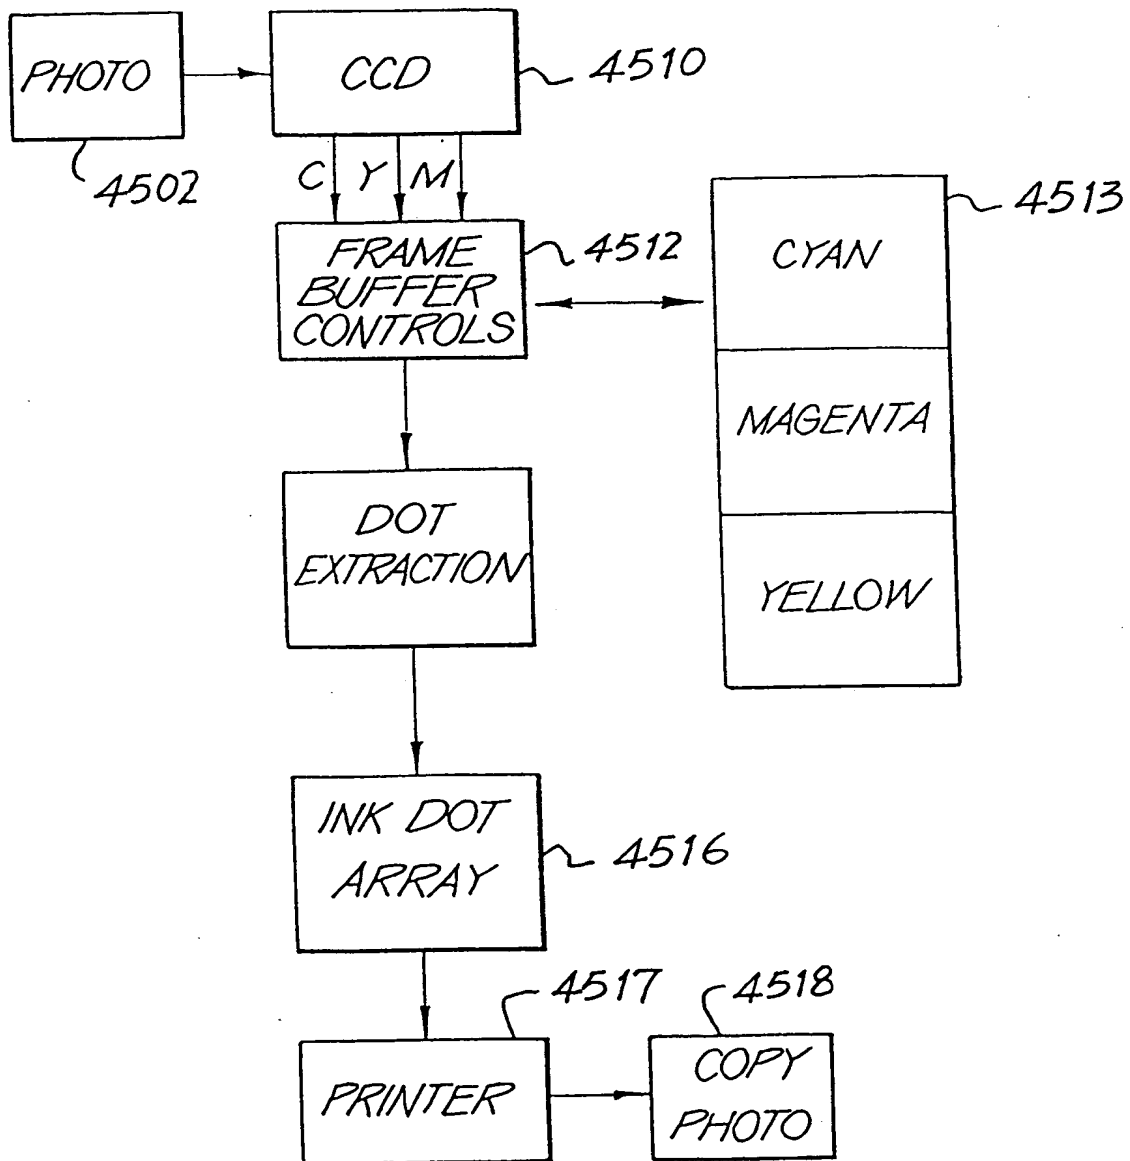 PHOTO
CCD
4510
4502
C Y M
FRAME
BUFFER
CONTROLS
4512
4513
CYAN
MAGENTA
YELLOW
DOT
EXTRACTION
INK DOT
ARRAY
4516
4517
4518
PRINTER
COPY
PHOTO